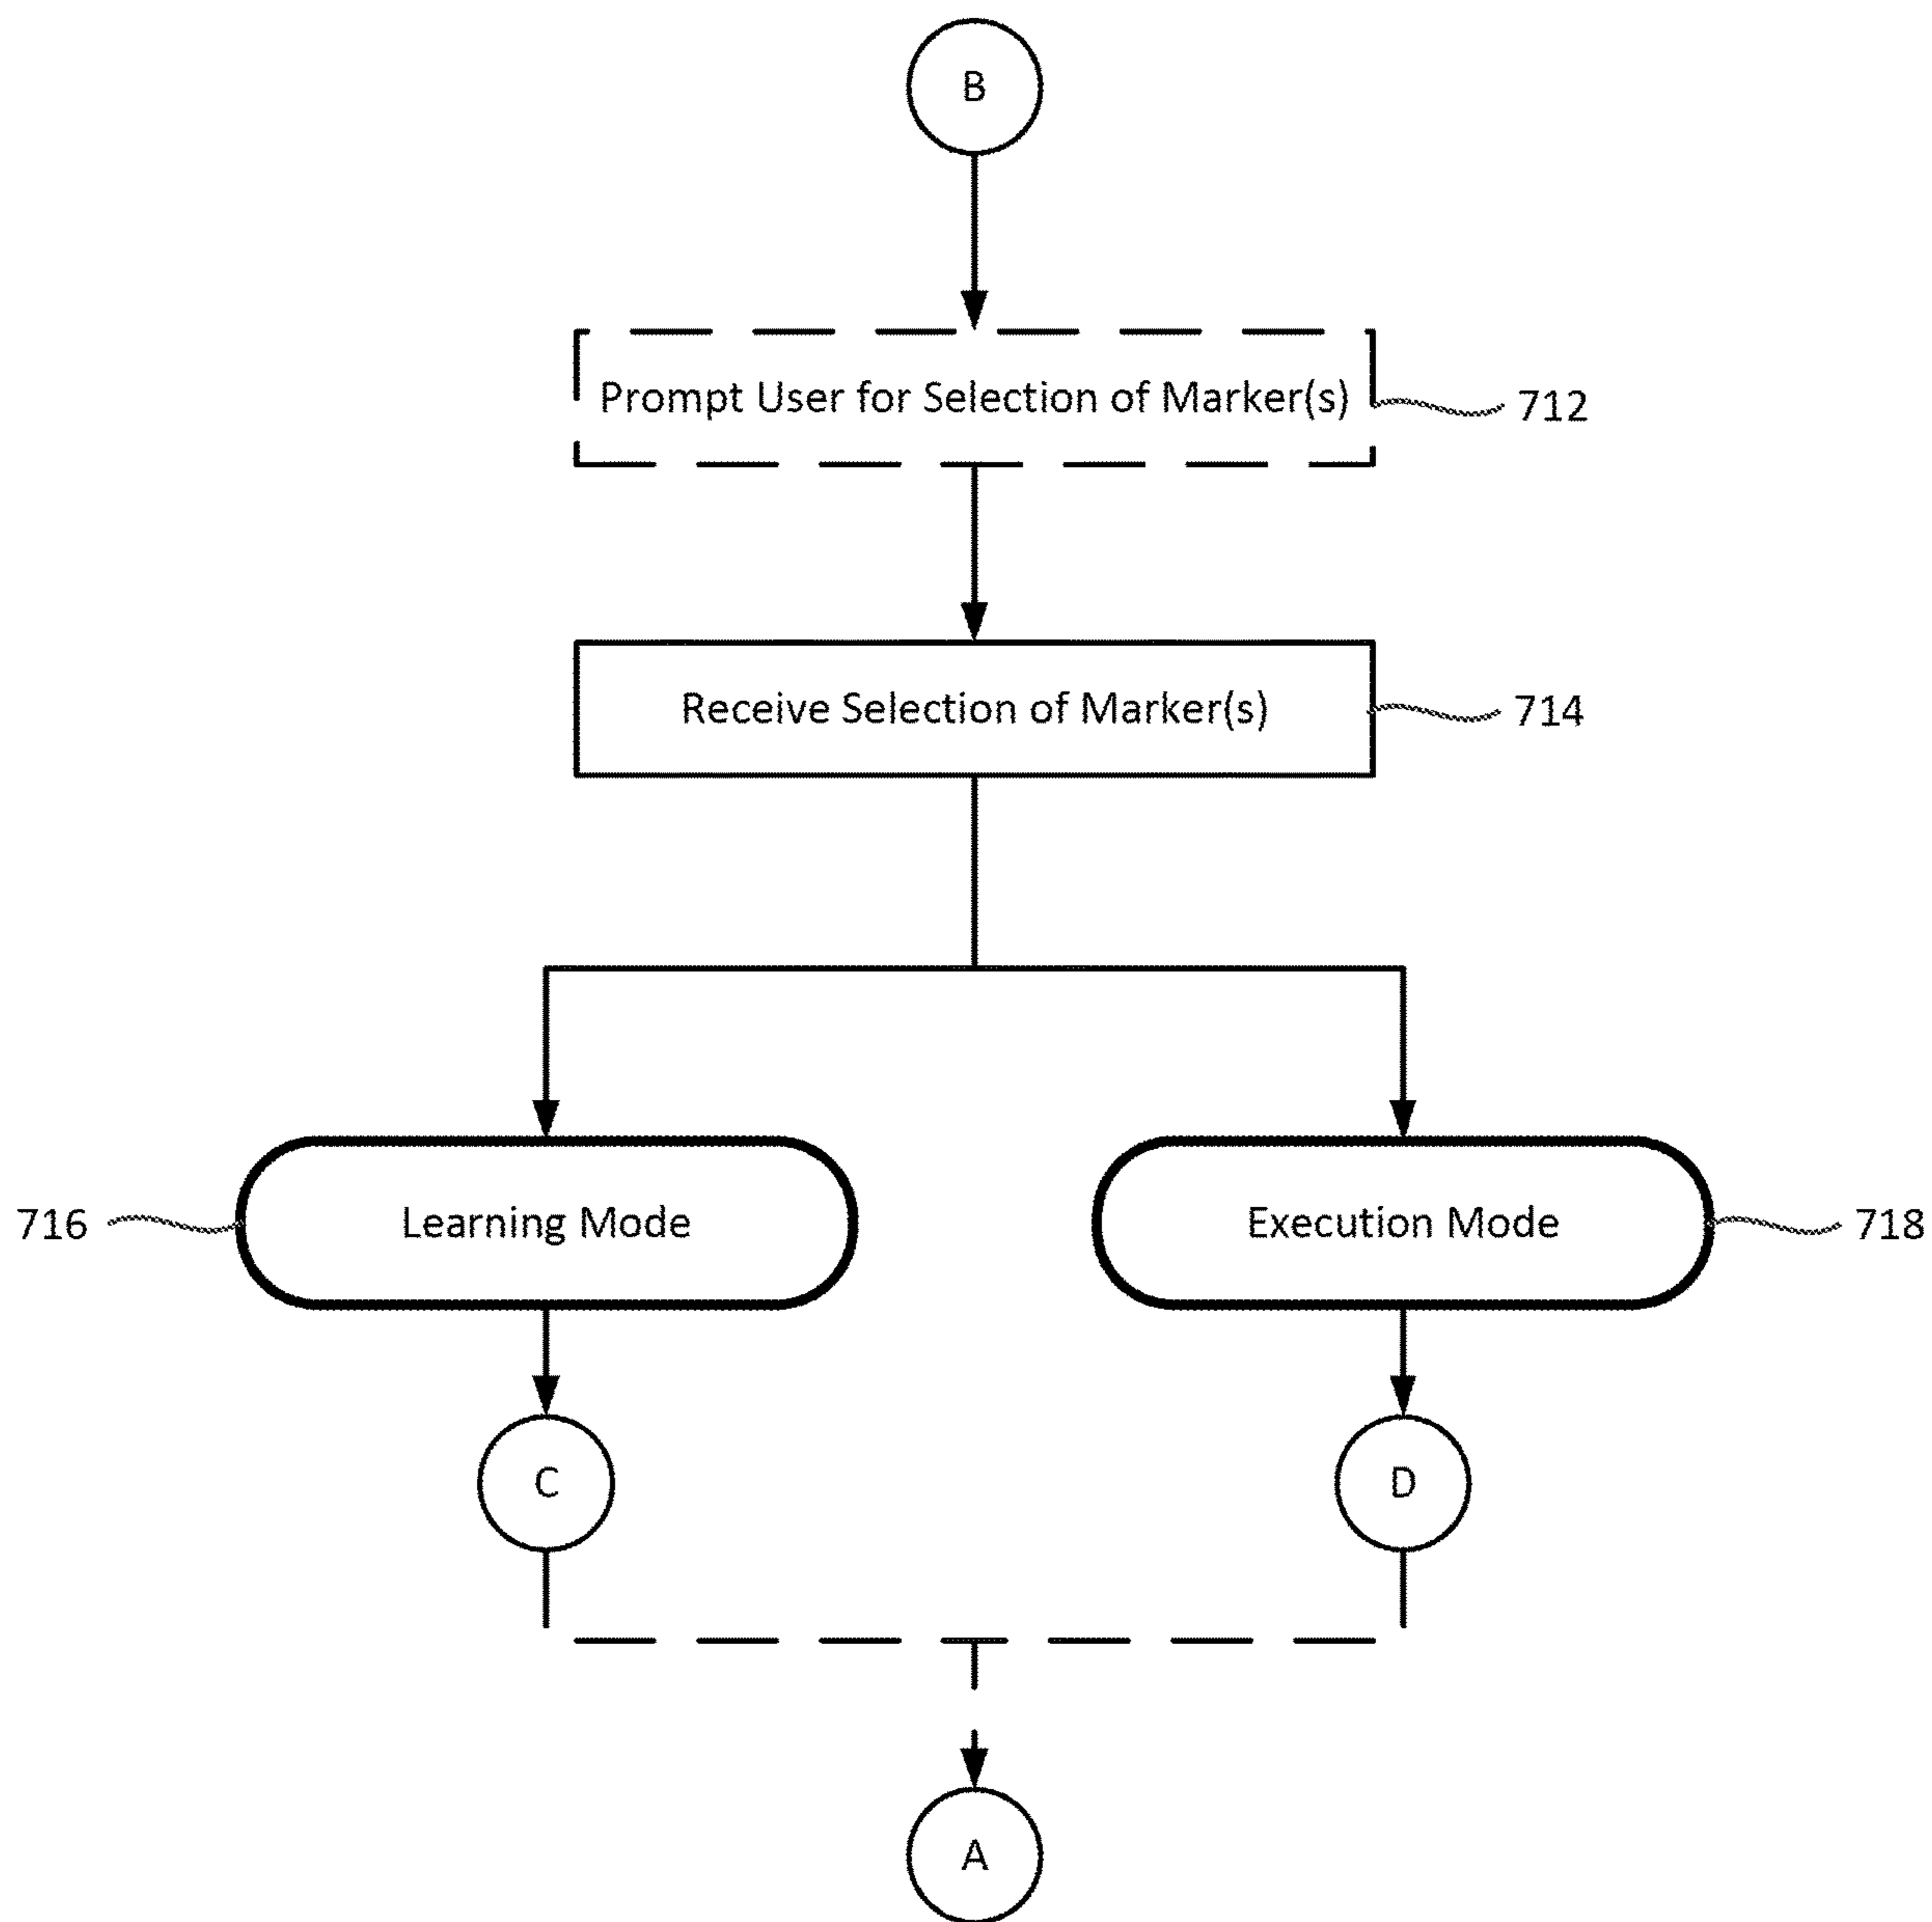 B
Prompt User for Selection of Marker(s)
712
Receive Selection of Marker(s)
714
716
Learning Mode
Execution Mode
718
C
D
A